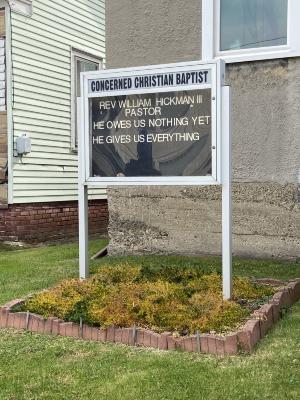 CONCERNED CHRISTIAN BAPTIST
REV WILLIAM HICKMAN III
PASTOR
HE OWES US NOTHING YET
HE GIVES US EVERYTHING